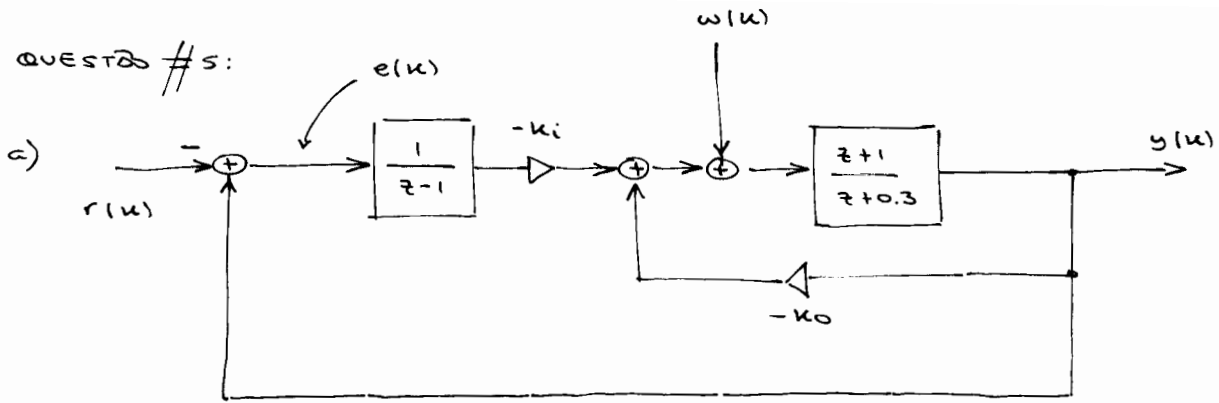 w(k)
QUESTÃO #5:
e(k)
a)
-
+
1
z-1
-ki
+
+
z+1
z+0.3
y(k)
r(k)
-k0